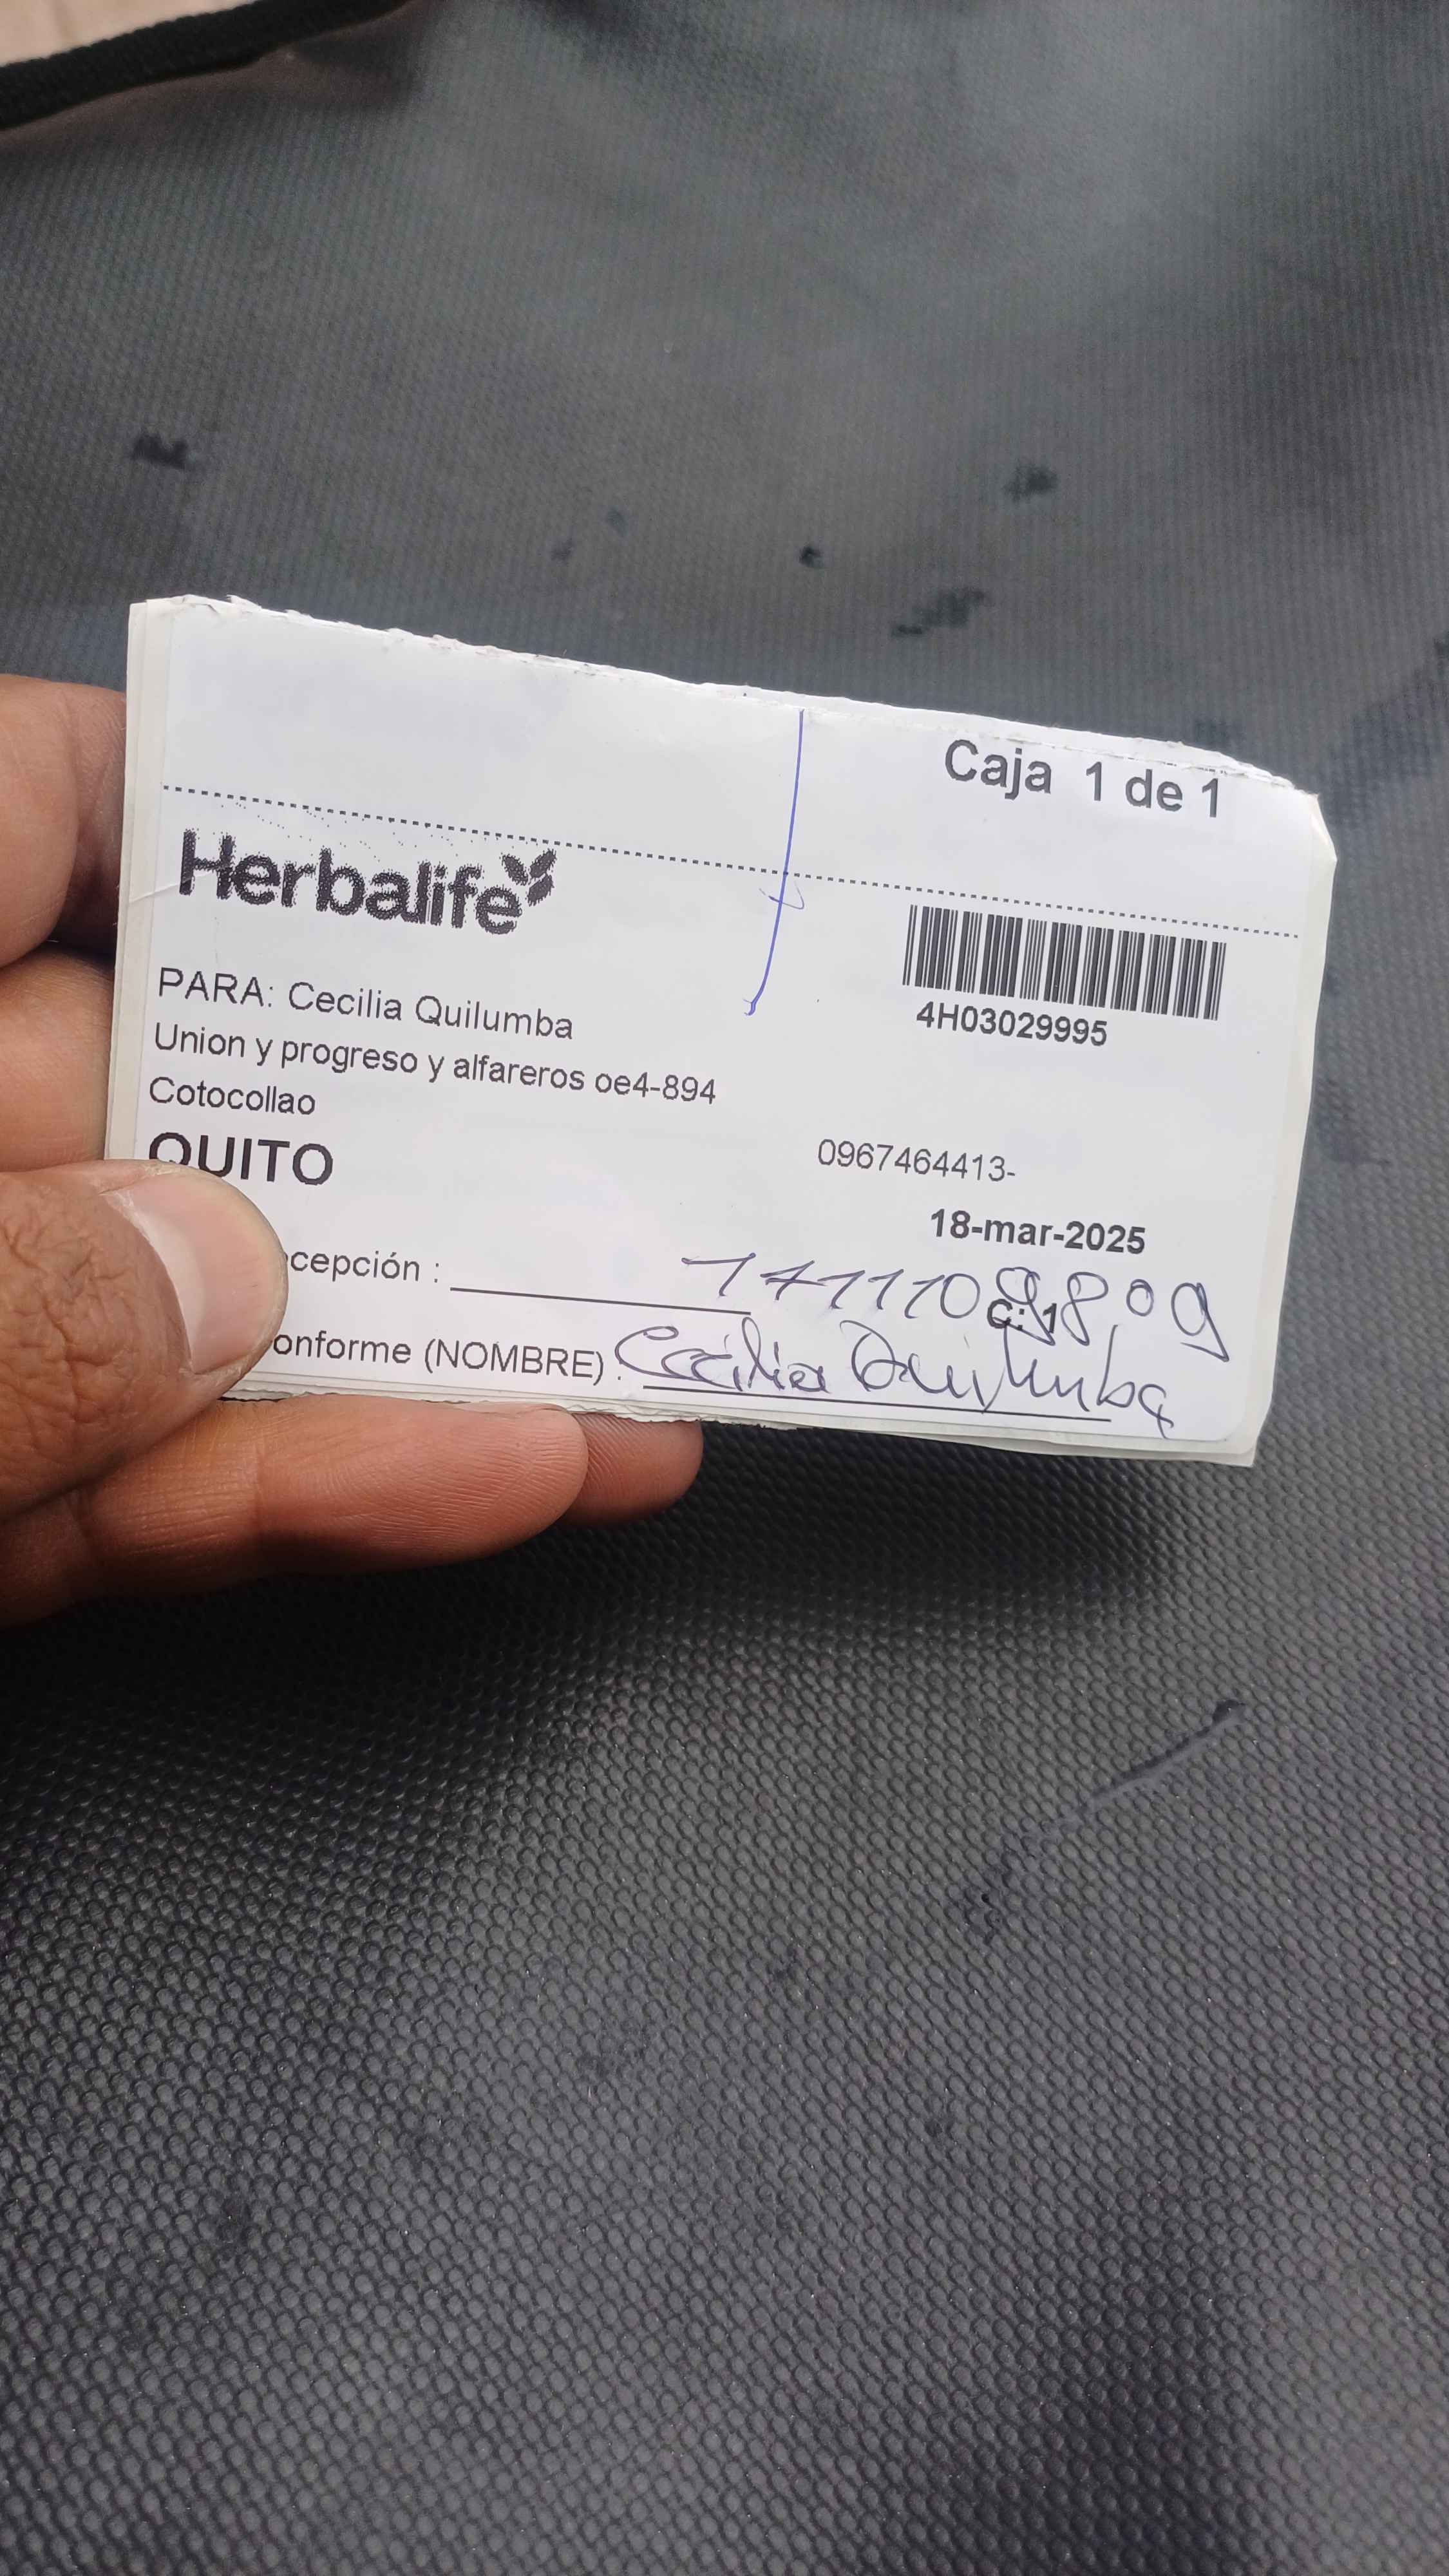 Caja 1 de 1
Herbalife
4H03029995
PARA: Cecilia Quilumba
Union y progreso y alfareros oe4-894
Cotocollao
QUITO
0967464413-
18-mar-2025
cepción :
C: 1
onforme (NOMBRE) : Cecilia Quilumba